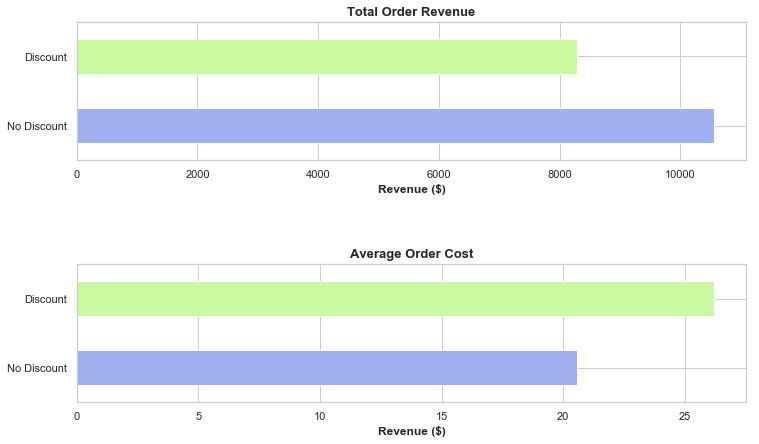 Total Order Revenue
Discount
No Discount
0 2000 4000 6000 8000 10000
Revenue ($)
Average Order Cost
Discount
No Discount
0 5 10 15 20 25
Revenue ($)